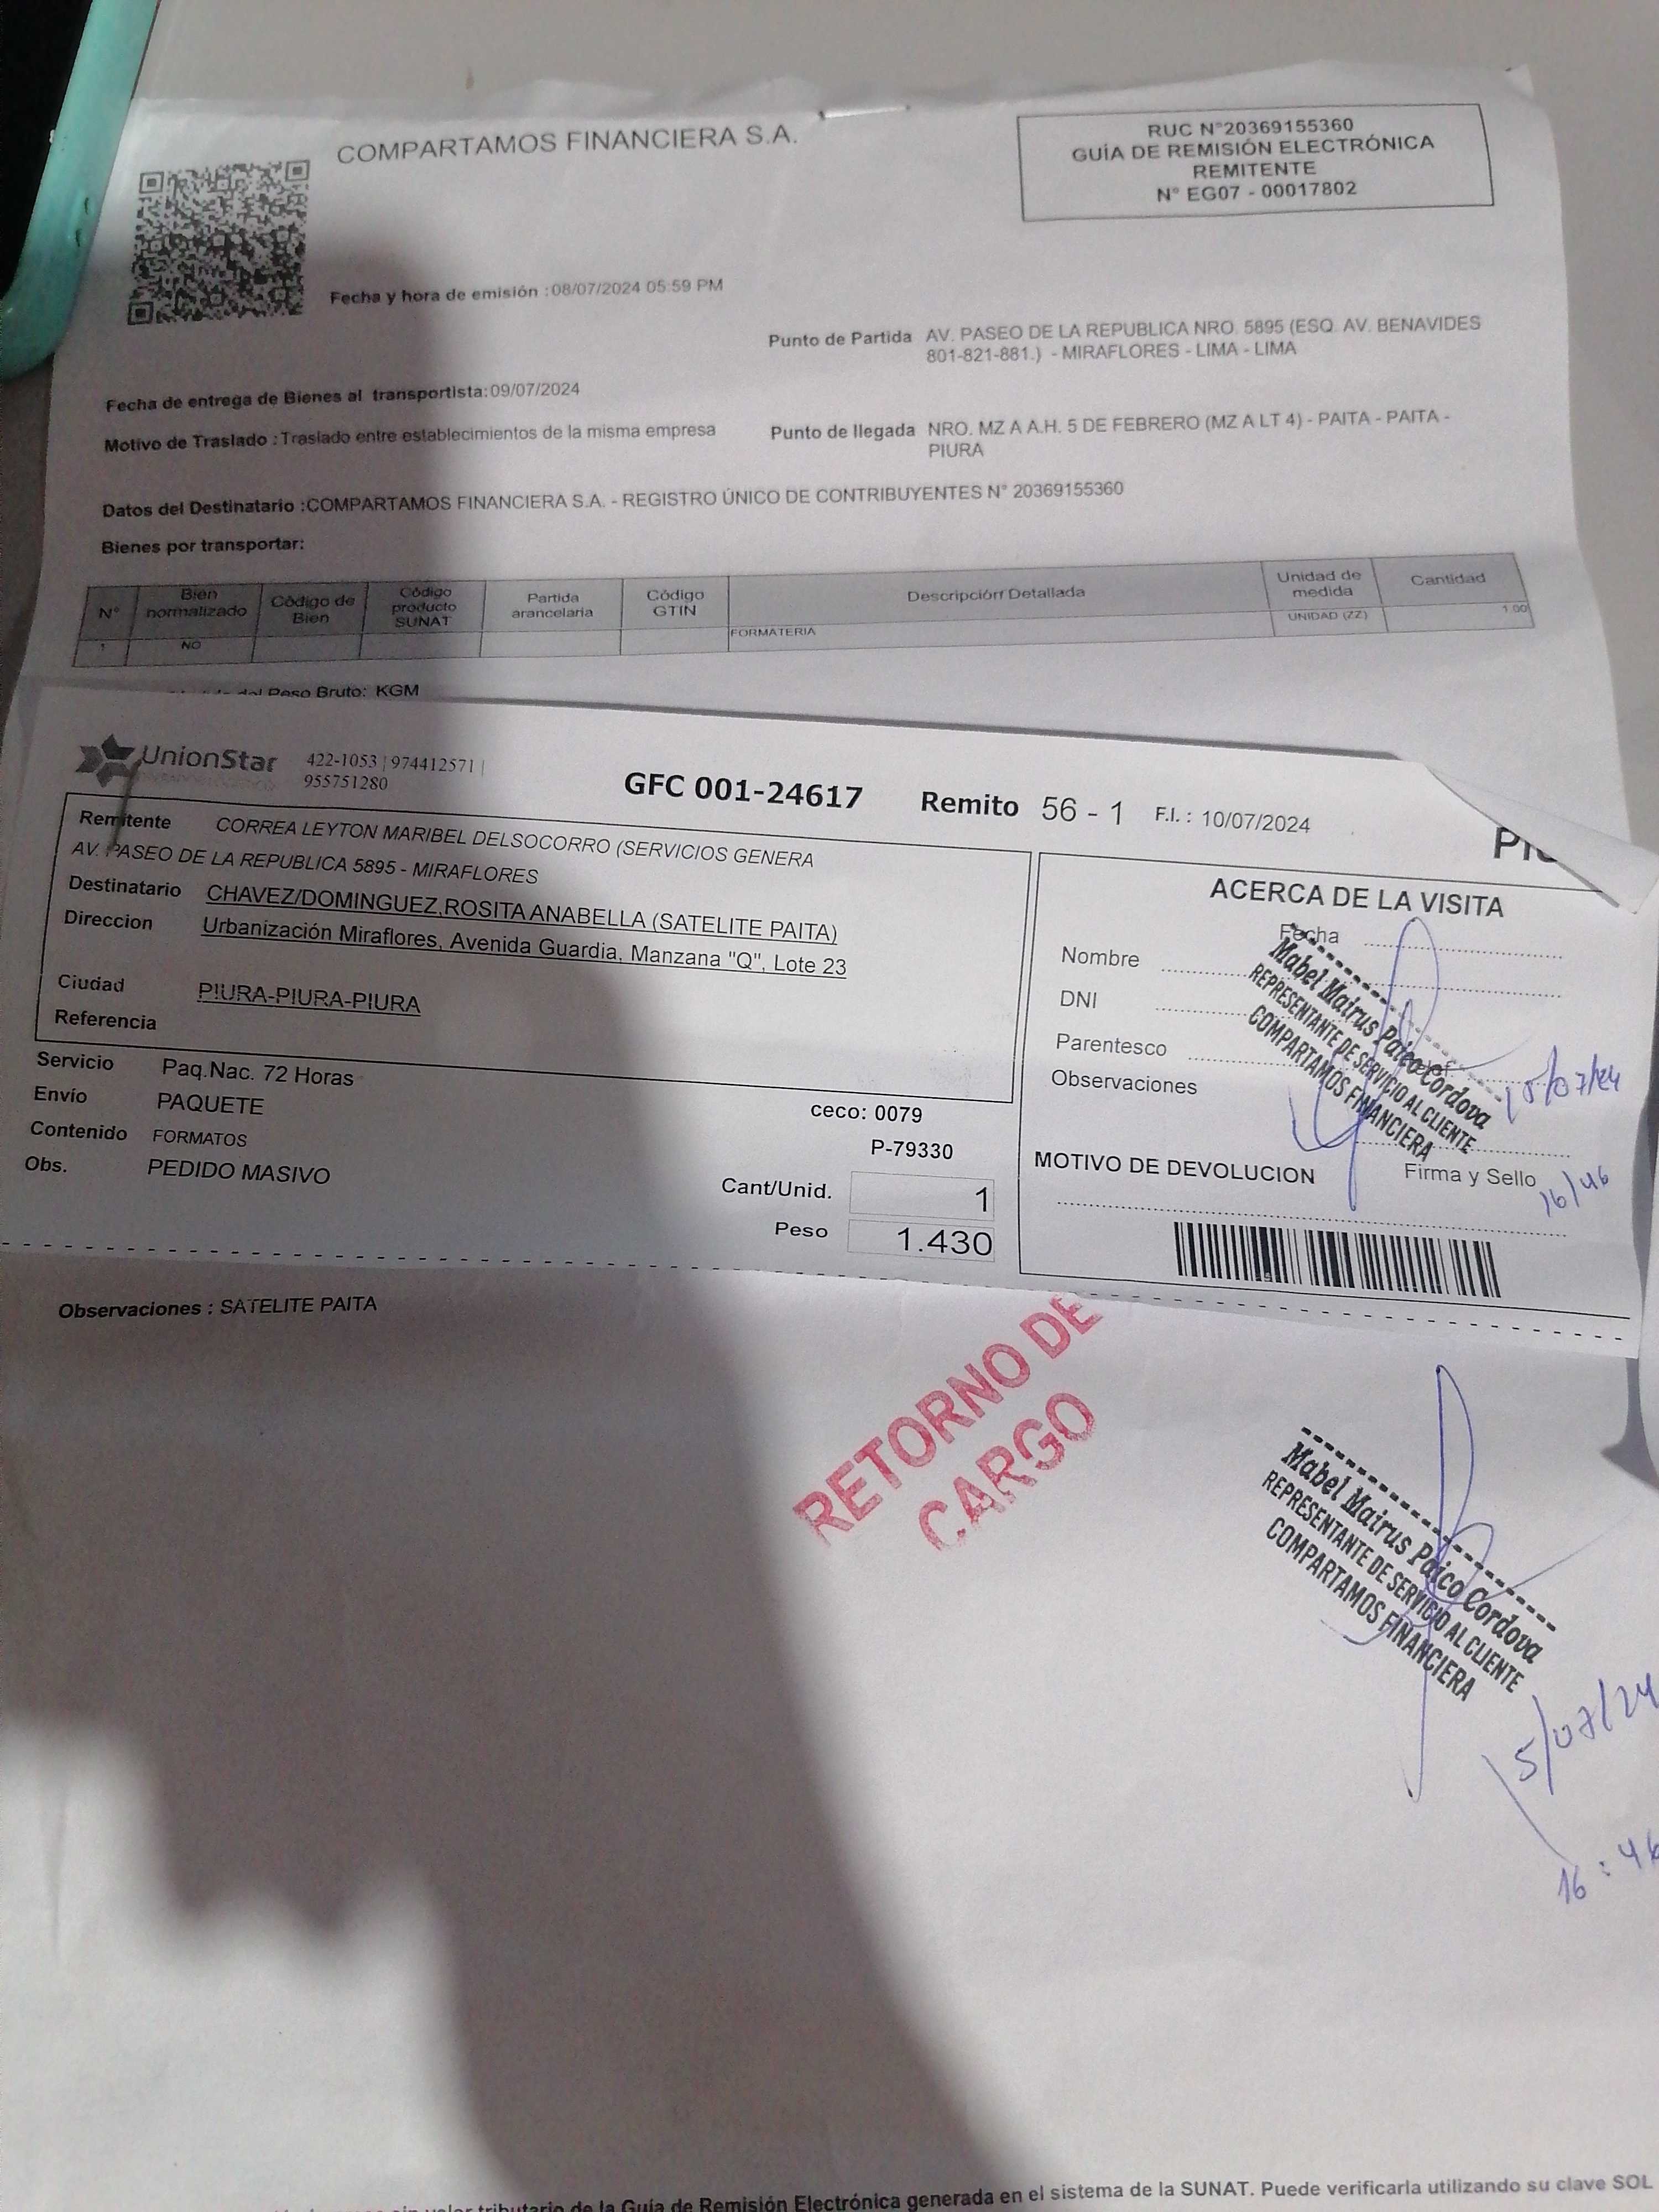 COMPARTAMOS FINANCIERA S.A.
RUC N°20369155360
GUÍA DE REMISIÓN ELECTRÓNICA
REMITENTE
N° EG07 - 00017802
Fecha y hora de emisión :08/07/2024 05:59 PM
Punto de Partida AV. PASEO DE LA REPUBLICA NRO. 5895 (ESQ. AV. BENAVIDES
801-821-881.) - MIRAFLORES - LIMA - LIMA
Fecha de entrega de Bienes al transportista:09/07/2024
Motivo de Traslado :Traslado entre establecimientos de la misma empresa
Punto de llegada NRO. MZ A A.H. 5 DE FEBRERO (MZ A LT 4) - PAITA - PAITA -
PIURA
Datos del Destinatario :COMPARTAMOS FINANCIERA S.A. - REGISTRO ÚNICO DE CONTRIBUYENTES N° 20369155360
Bienes por transportar:
N° Bien normalizado Código de Bien Código producto SUNAT Partida arancelaria Código GTIN Descripción Detallada Unidad de medida Cantidad
1 NO FORMATERIA UNIDAD (ZZ) 1.00
del Peso Bruto: KGM
UnionStar 422-1053 | 974412571 |
955751280
GFC 001-24617 Remito 56 - 1 F.I. : 10/07/2024
Remitente CORREA LEYTON MARIBEL DELSOCORRO (SERVICIOS GENERA
AV. PASEO DE LA REPUBLICA 5895 - MIRAFLORES
Destinatario CHAVEZ/DOMINGUEZ,ROSITA ANABELLA (SATELITE PAITA)
Direccion Urbanización Miraflores, Avenida Guardia, Manzana "Q", Lote 23
Ciudad PIURA-PIURA-PIURA
Referencia
Servicio Paq.Nac. 72 Horas
Envío PAQUETE
Contenido FORMATOS
Obs. PEDIDO MASIVO
ceco: 0079
P-79330
Cant/Unid. 1
Peso 1.430
ACERCA DE LA VISITA
Fecha
Nombre
DNI
Parentesco
Observaciones
Mabel Mairus Paico Cordova
REPRESENTANTE DE SERVICIO AL CLIENTE
COMPARTAMOS FINANCIERA
15/07/24
MOTIVO DE DEVOLUCION
Firma y Sello
16/46
Observaciones : SATELITE PAITA
RETORNO DE
CARGO
Mabel Mairus Paico Cordova
REPRESENTANTE DE SERVICIO AL CLIENTE
COMPARTAMOS FINANCIERA
15/07/24
16:46
tributario de la Guía de Remisión Electrónica generada en el sistema de la SUNAT. Puede verificarla utilizando su clave SOL